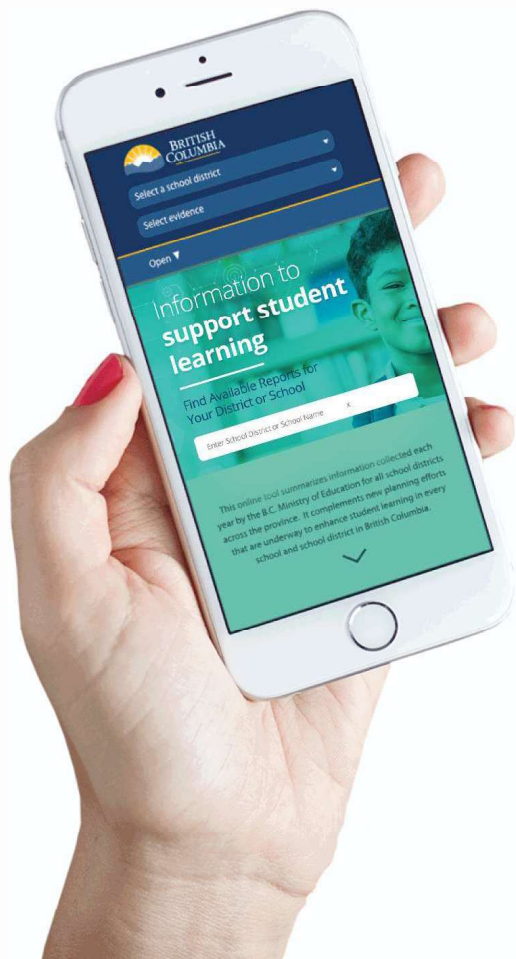 BRITISH
COLUMBIA
Select a school district
Select evidence
Open
Information to
support student
learning
Find Available Reports for
Your District or School
Enter School District or School Name x
This online tool summarizes information collected each
year by the B.C. Ministry of Education for all school districts
across the province. It complements new planning efforts
that are underway to enhance student learning in every
school and school district in British Columbia.